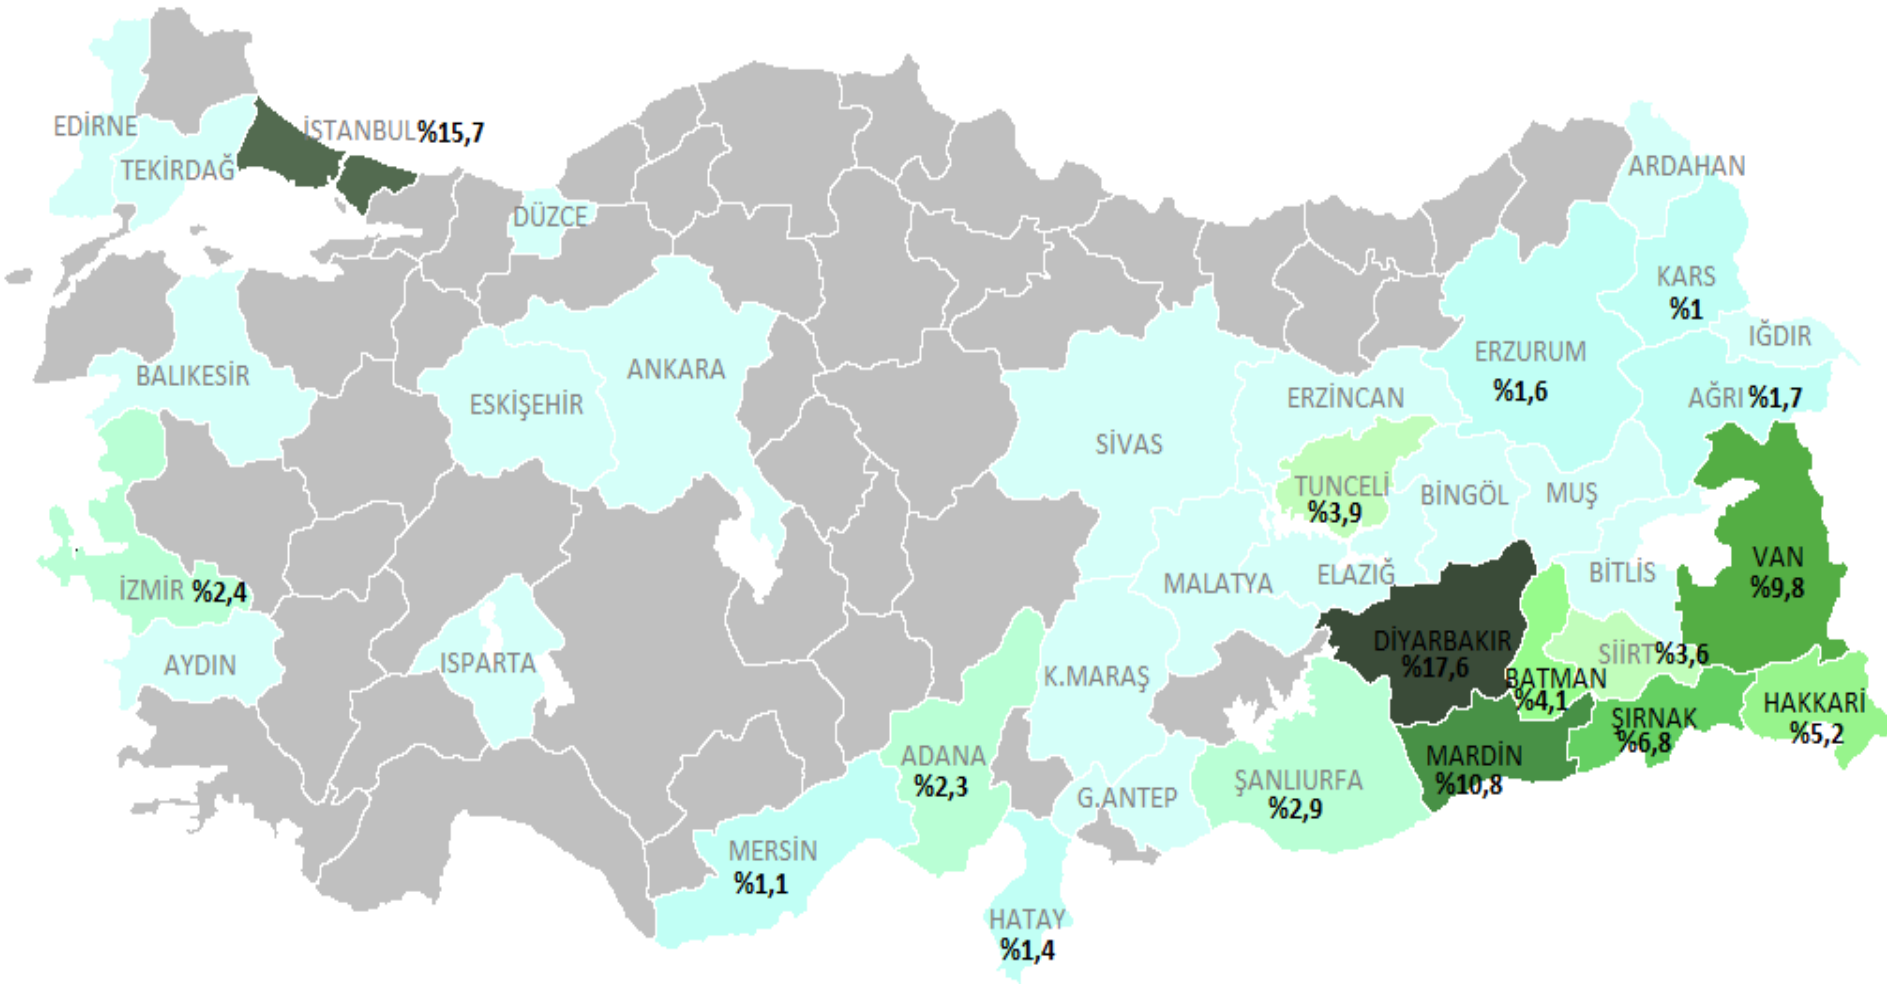 EDİRNE
İSTANBUL %15,7
TEKİRDAĞ
ARDAHAN
DÜZCE
KARS
%1
IĞDIR
ERZURUM
%1,6
ANKARA
BALIKESİR
ESKİŞEHİR
ERZİNCAN
AĞRI %1,7
SİVAS
TUNCELİ
%3,9
BİNGÖL
MUŞ
VAN
%9,8
İZMİR %2,4
MALATYA
ELAZIĞ
BİTLİS
DİYARBAKIR
%17,6
SİİRT %3,6
AYDIN
ISPARTA
K.MARAŞ
BATMAN
%4,1
HAKKARİ
%5,2
ŞIRNAK
%6,8
ADANA
%2,3
MARDİN
%10,8
ŞANLIURFA
%2,9
G.ANTEP
MERSİN
%1,1
HATAY
%1,4